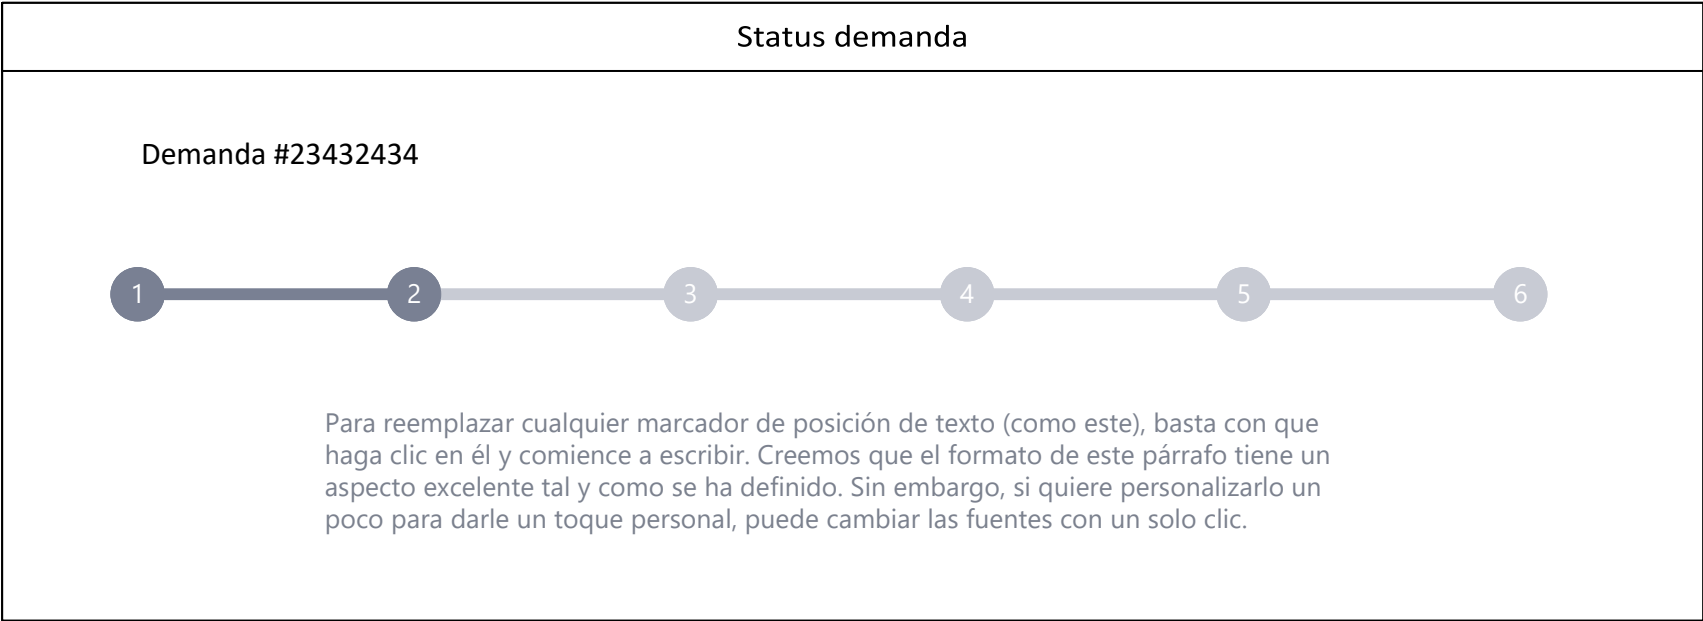 Status demanda
Demanda #23432434
1 2 3 4 5 6
Para reemplazar cualquier marcador de posición de texto (como este), basta con que
haga clic en él y comience a escribir. Creemos que el formato de este párrafo tiene un
aspecto excelente tal y como se ha definido. Sin embargo, si quiere personalizarlo un
poco para darle un toque personal, puede cambiar las fuentes con un solo clic.